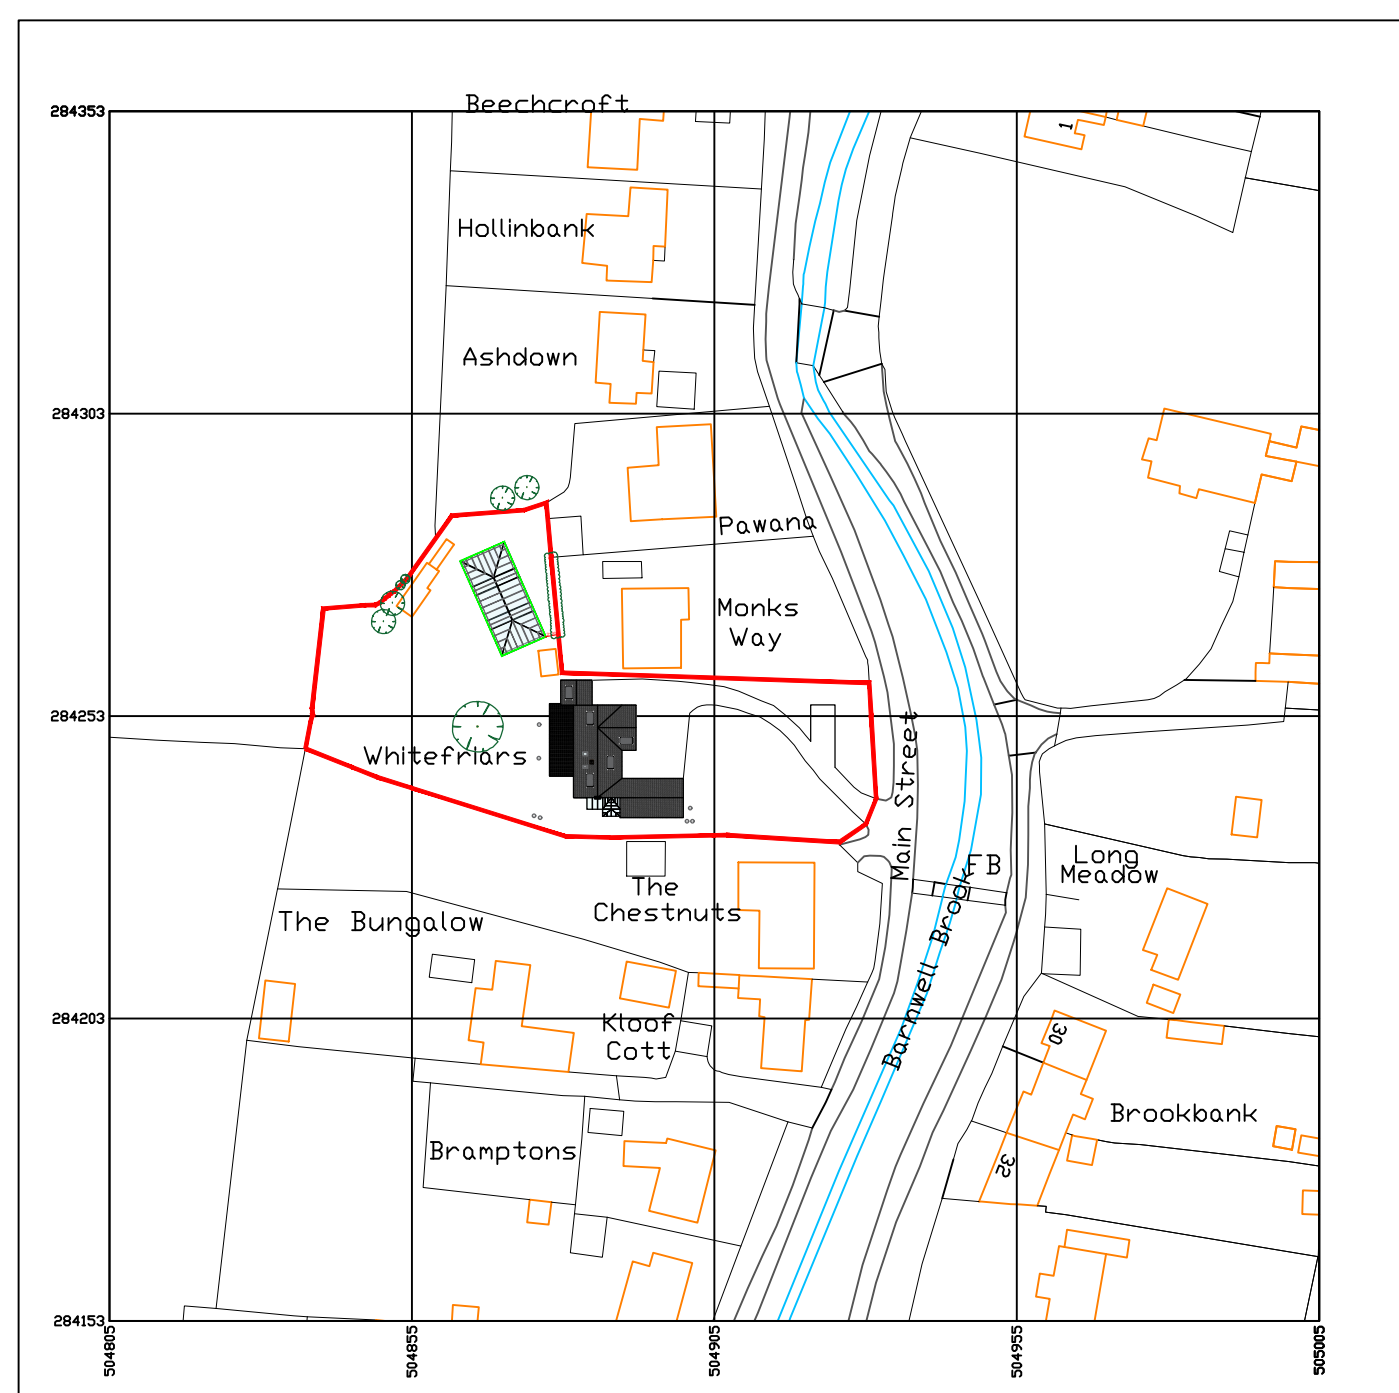 Beechcroft
284353
1
Hollinbank
Ashdown
284303
Pawana
Monks
Way
284253
Whitefriars
Main Street
FB
Long
Meadow
The
Chestnuts
The Bungalow
Barnwell Brook
284203
Kloof
Cott
30
Brookbank
Bramptons
32
284153
504805
504855
504905
504955
505005